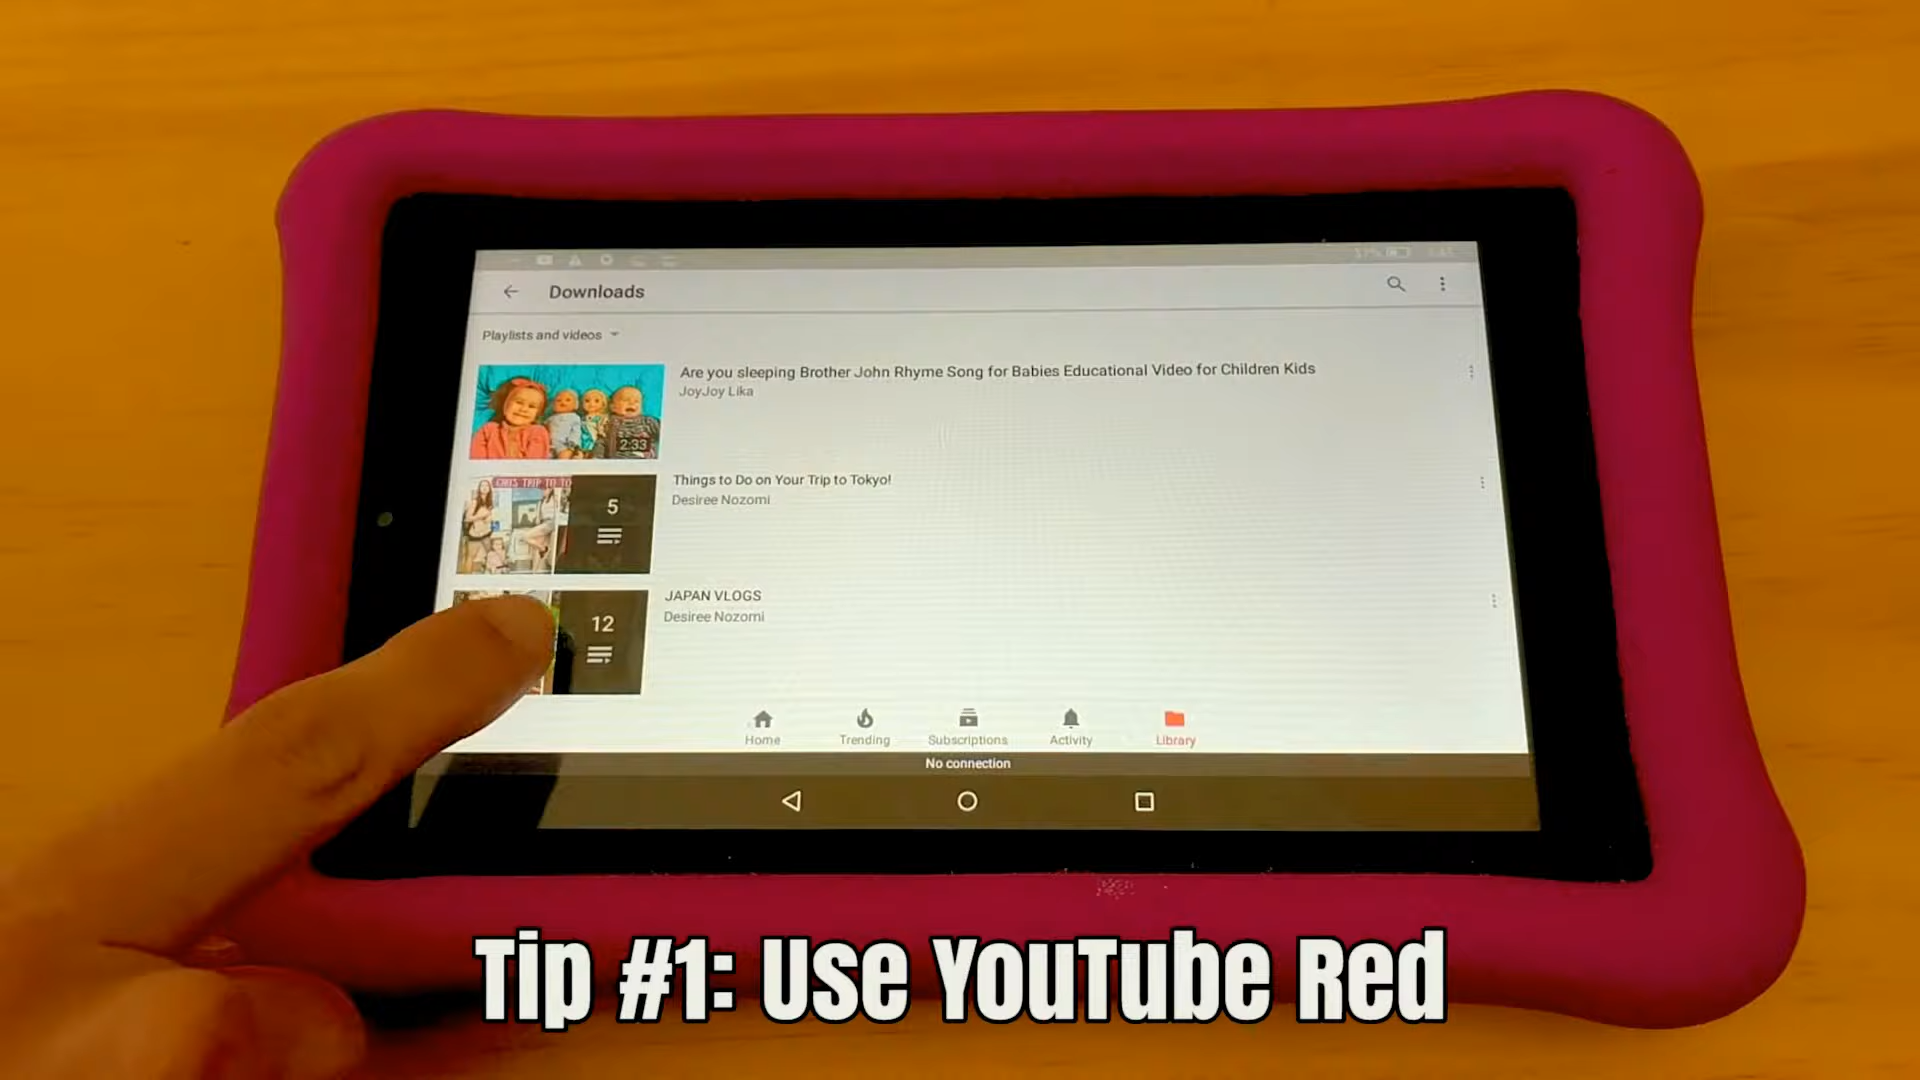 Downloads
Playlists and videos
Are you sleeping Brother John Rhyme Song for Babies Educational Video for Children Kids
JoyJoy Lika
2:33
Things to Do on Your Trip to Tokyo!
Desiree Nozomi
5
JAPAN VLOGS
Desiree Nozomi
12
Home
Trending
Subscriptions
Activity
Library
No connection
Tip #1: Use YouTube Red